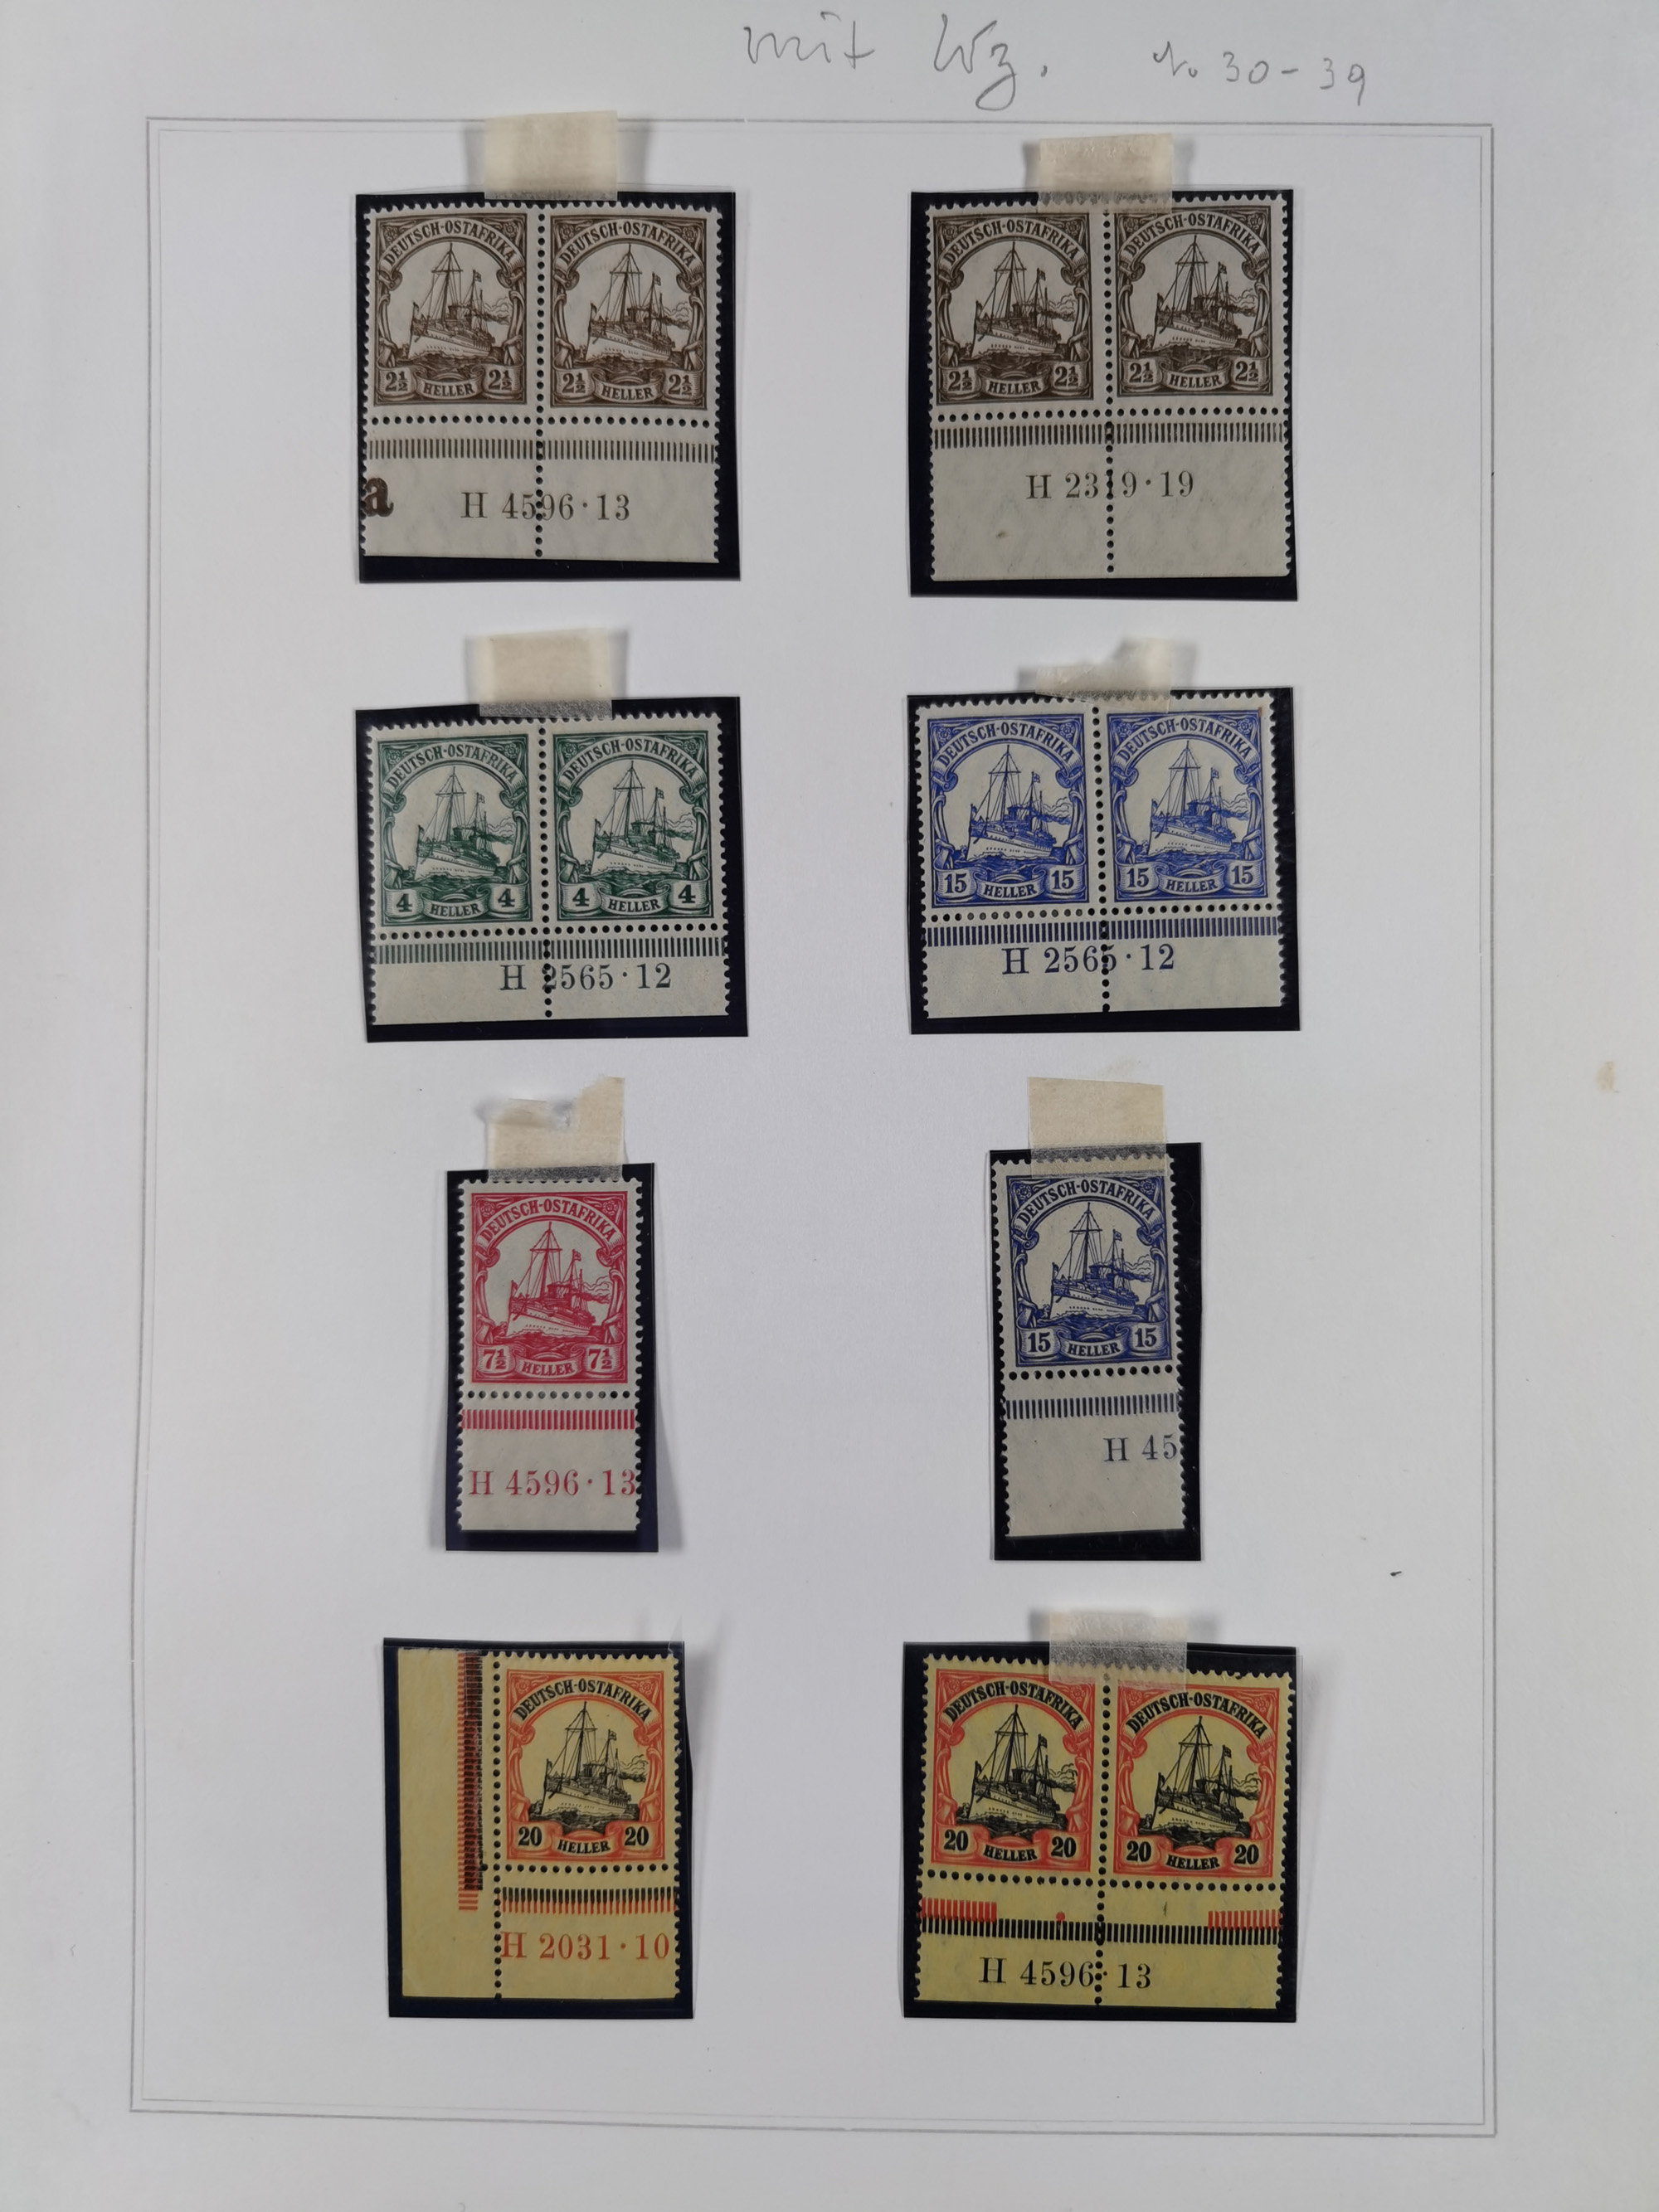 mit Wz. No 30-39
DEUTSCH-OSTAFRIKA DEUTSCH-OSTAFRIKA
2½ HELLER 2½ 2½ HELLER 2½
a H 4596·13
DEUTSCH-OSTAFRIKA DEUTSCH-OSTAFRIKA
2½ HELLER 2½ 2½ HELLER 2½
H 2319·19
DEUTSCH-OSTAFRIKA DEUTSCH-OSTAFRIKA
4 HELLER 4 4 HELLER 4
H 2565·12
DEUTSCH-OSTAFRIKA DEUTSCH-OSTAFRIKA
15 HELLER 15 15 HELLER 15
H 2565·12
DEUTSCH-OSTAFRIKA
7½ HELLER 7½
H 4596·13
DEUTSCH-OSTAFRIKA
15 HELLER 15
H 45
DEUTSCH-OSTAFRIKA
20 HELLER 20
H 2031·10
DEUTSCH-OSTAFRIKA DEUTSCH-OSTAFRIKA
20 HELLER 20 20 HELLER 20
H 4596·13